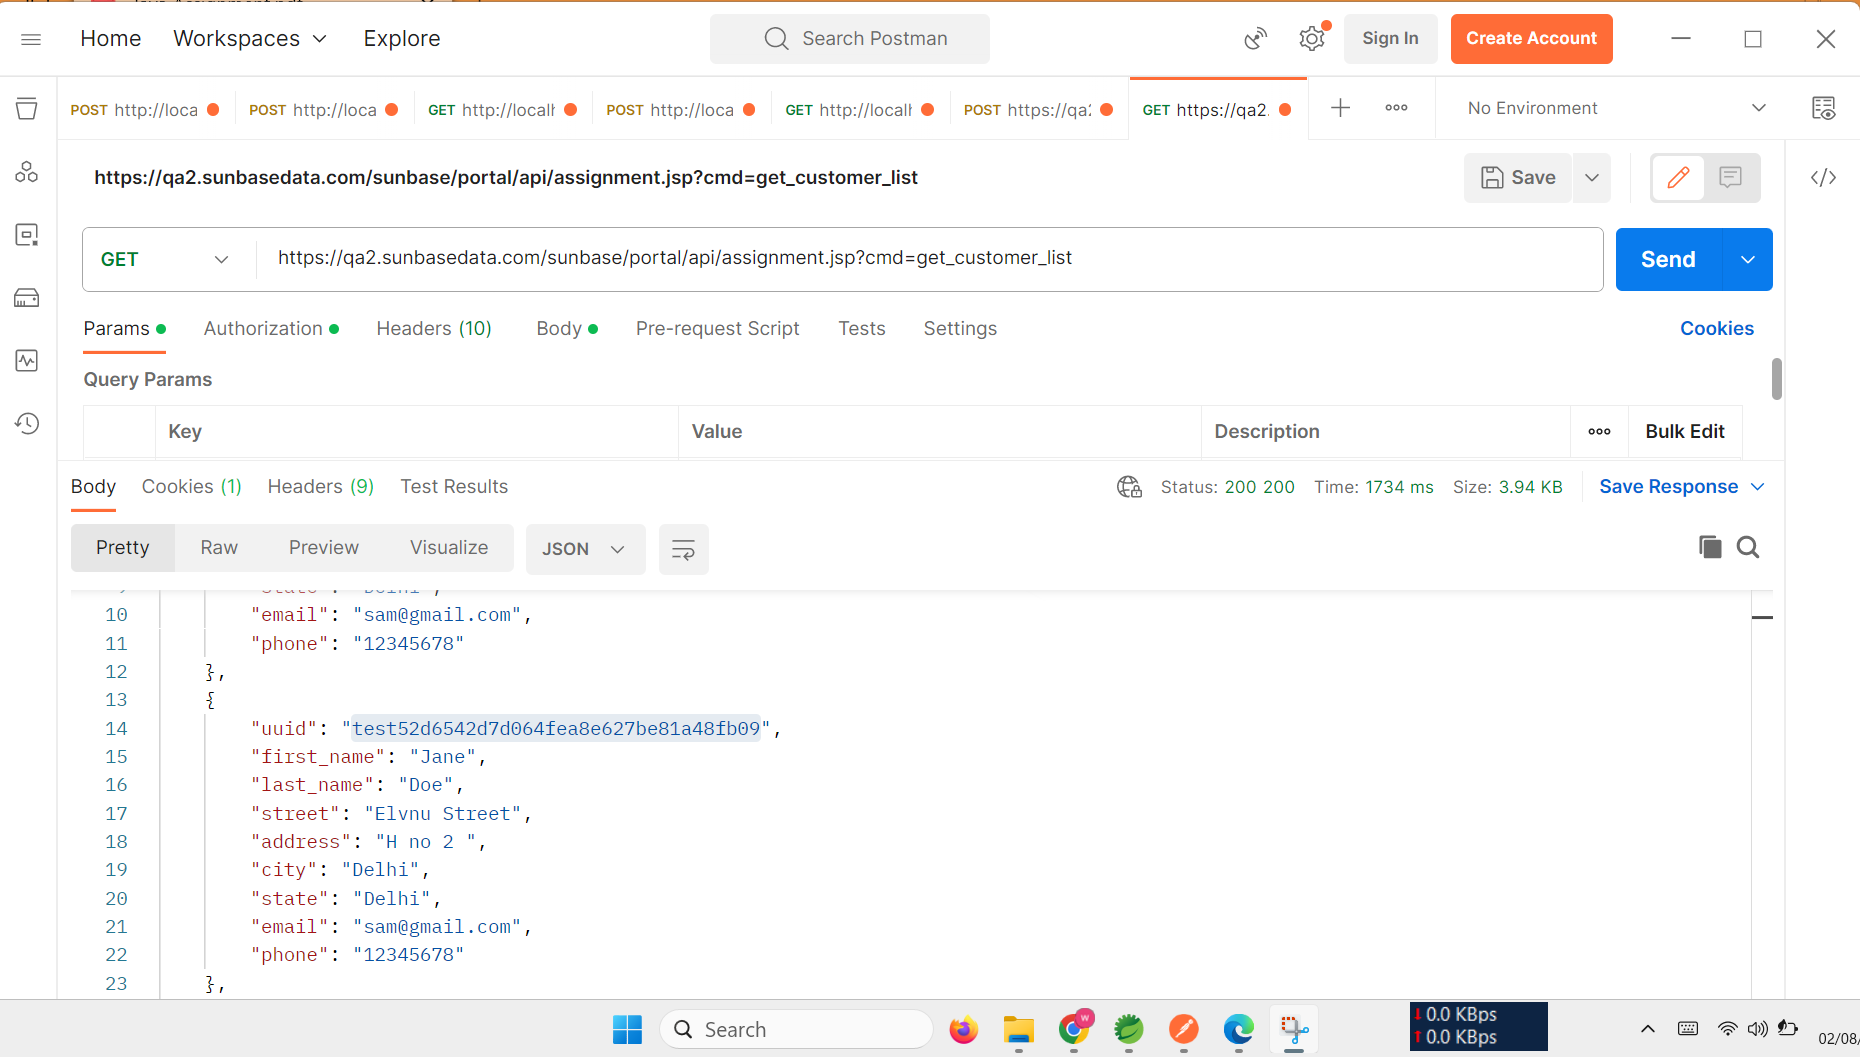 Home Workspaces Explore Search Postman Sign In Create Account
POST http://loca POST http://loca GET http://localh POST http://loca GET http://localh POST https://qa2 GET https://qa2. No Environment
https://qa2.sunbasedata.com/sunbase/portal/api/assignment.jsp?cmd=get_customer_list Save </>
GET https://qa2.sunbasedata.com/sunbase/portal/api/assignment.jsp?cmd=get_customer_list Send
Params Authorization Headers (10) Body Pre-request Script Tests Settings Cookies
Query Params
Key Value Description Bulk Edit
Body Cookies (1) Headers (9) Test Results Status: 200 200 Time: 1734 ms Size: 3.94 KB Save Response
Pretty Raw Preview Visualize JSON
10 "email": "sam@gmail.com",
11 "phone": "12345678"
12 },
13 {
14 "uuid": "test52d6542d7d064fea8e627be81a48fb09",
15 "first_name": "Jane",
16 "last_name": "Doe",
17 "street": "Elvnu Street",
18 "address": "H no 2 ",
19 "city": "Delhi",
20 "state": "Delhi",
21 "email": "sam@gmail.com",
22 "phone": "12345678"
23 },
Search W 0.0 KBps
0.0 KBps
02/08/